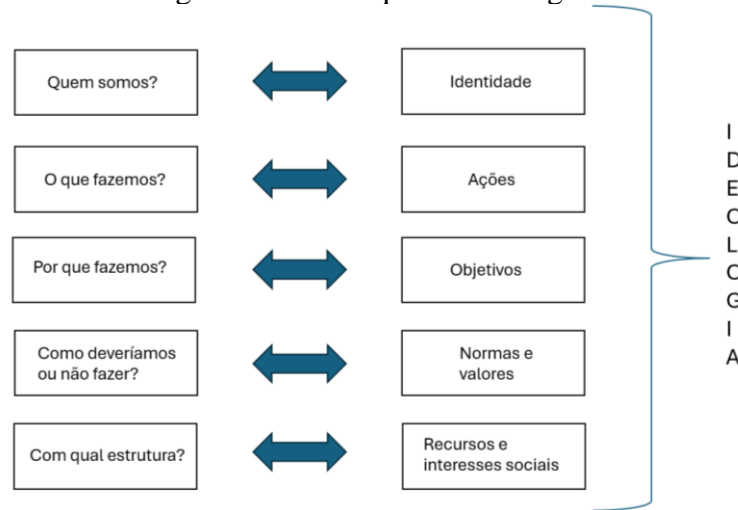 Quem somos?
Identidade
O que fazemos?
Ações
Por que fazemos?
Objetivos
Como deveríamos
ou não fazer?
Normas e
valores
Com qual estrutura?
Recursos e
interesses sociais
I
D
E
O
L
O
G
I
A